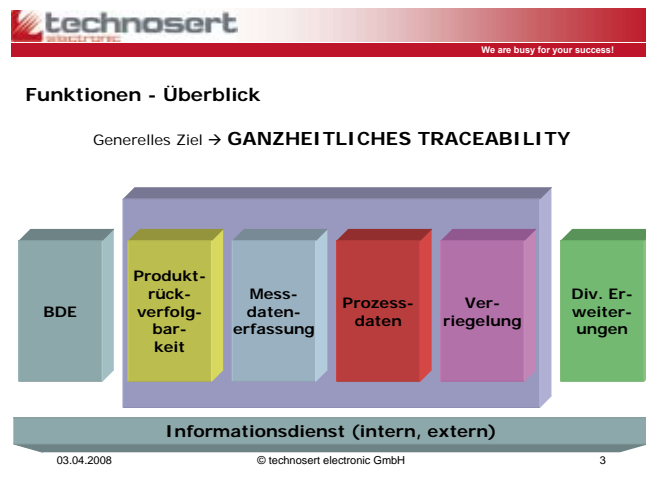 technosert
electronic
We are busy for your success!
Funktionen - Überblick
Generelles Ziel → GANZHEITLICHES TRACEABILITY
BDE
Produkt-
rück-
verfolg-
bar-
keit
Mess-
daten-
erfassung
Prozess-
daten
Ver-
riegelung
Div. Er-
weiter-
ungen
Informationsdienst (intern, extern)
03.04.2008
© technosert electronic GmbH
3